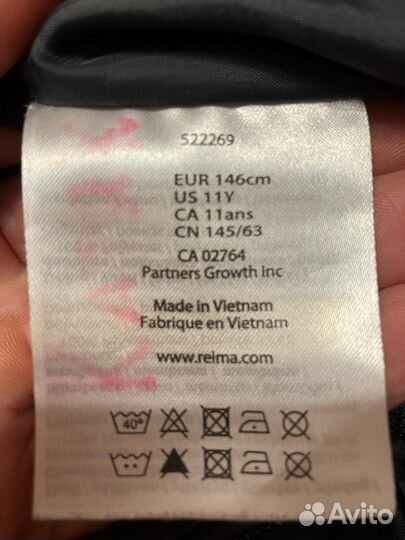 522269
EUR 146cm
US 11Y
CA 11ans
CN 145/63
CA 02764
Partners Growth Inc
Made in Vietnam
Fabrique en Vietnam
www.reima.com
40°
Avito